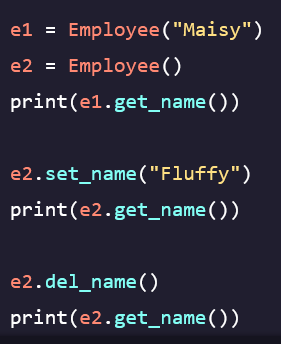 e1 = Employee("Maisy")
e2 = Employee()
print(e1.get_name())
e2.set_name("Fluffy")
print(e2.get_name())
e2.del_name()
print(e2.get_name())